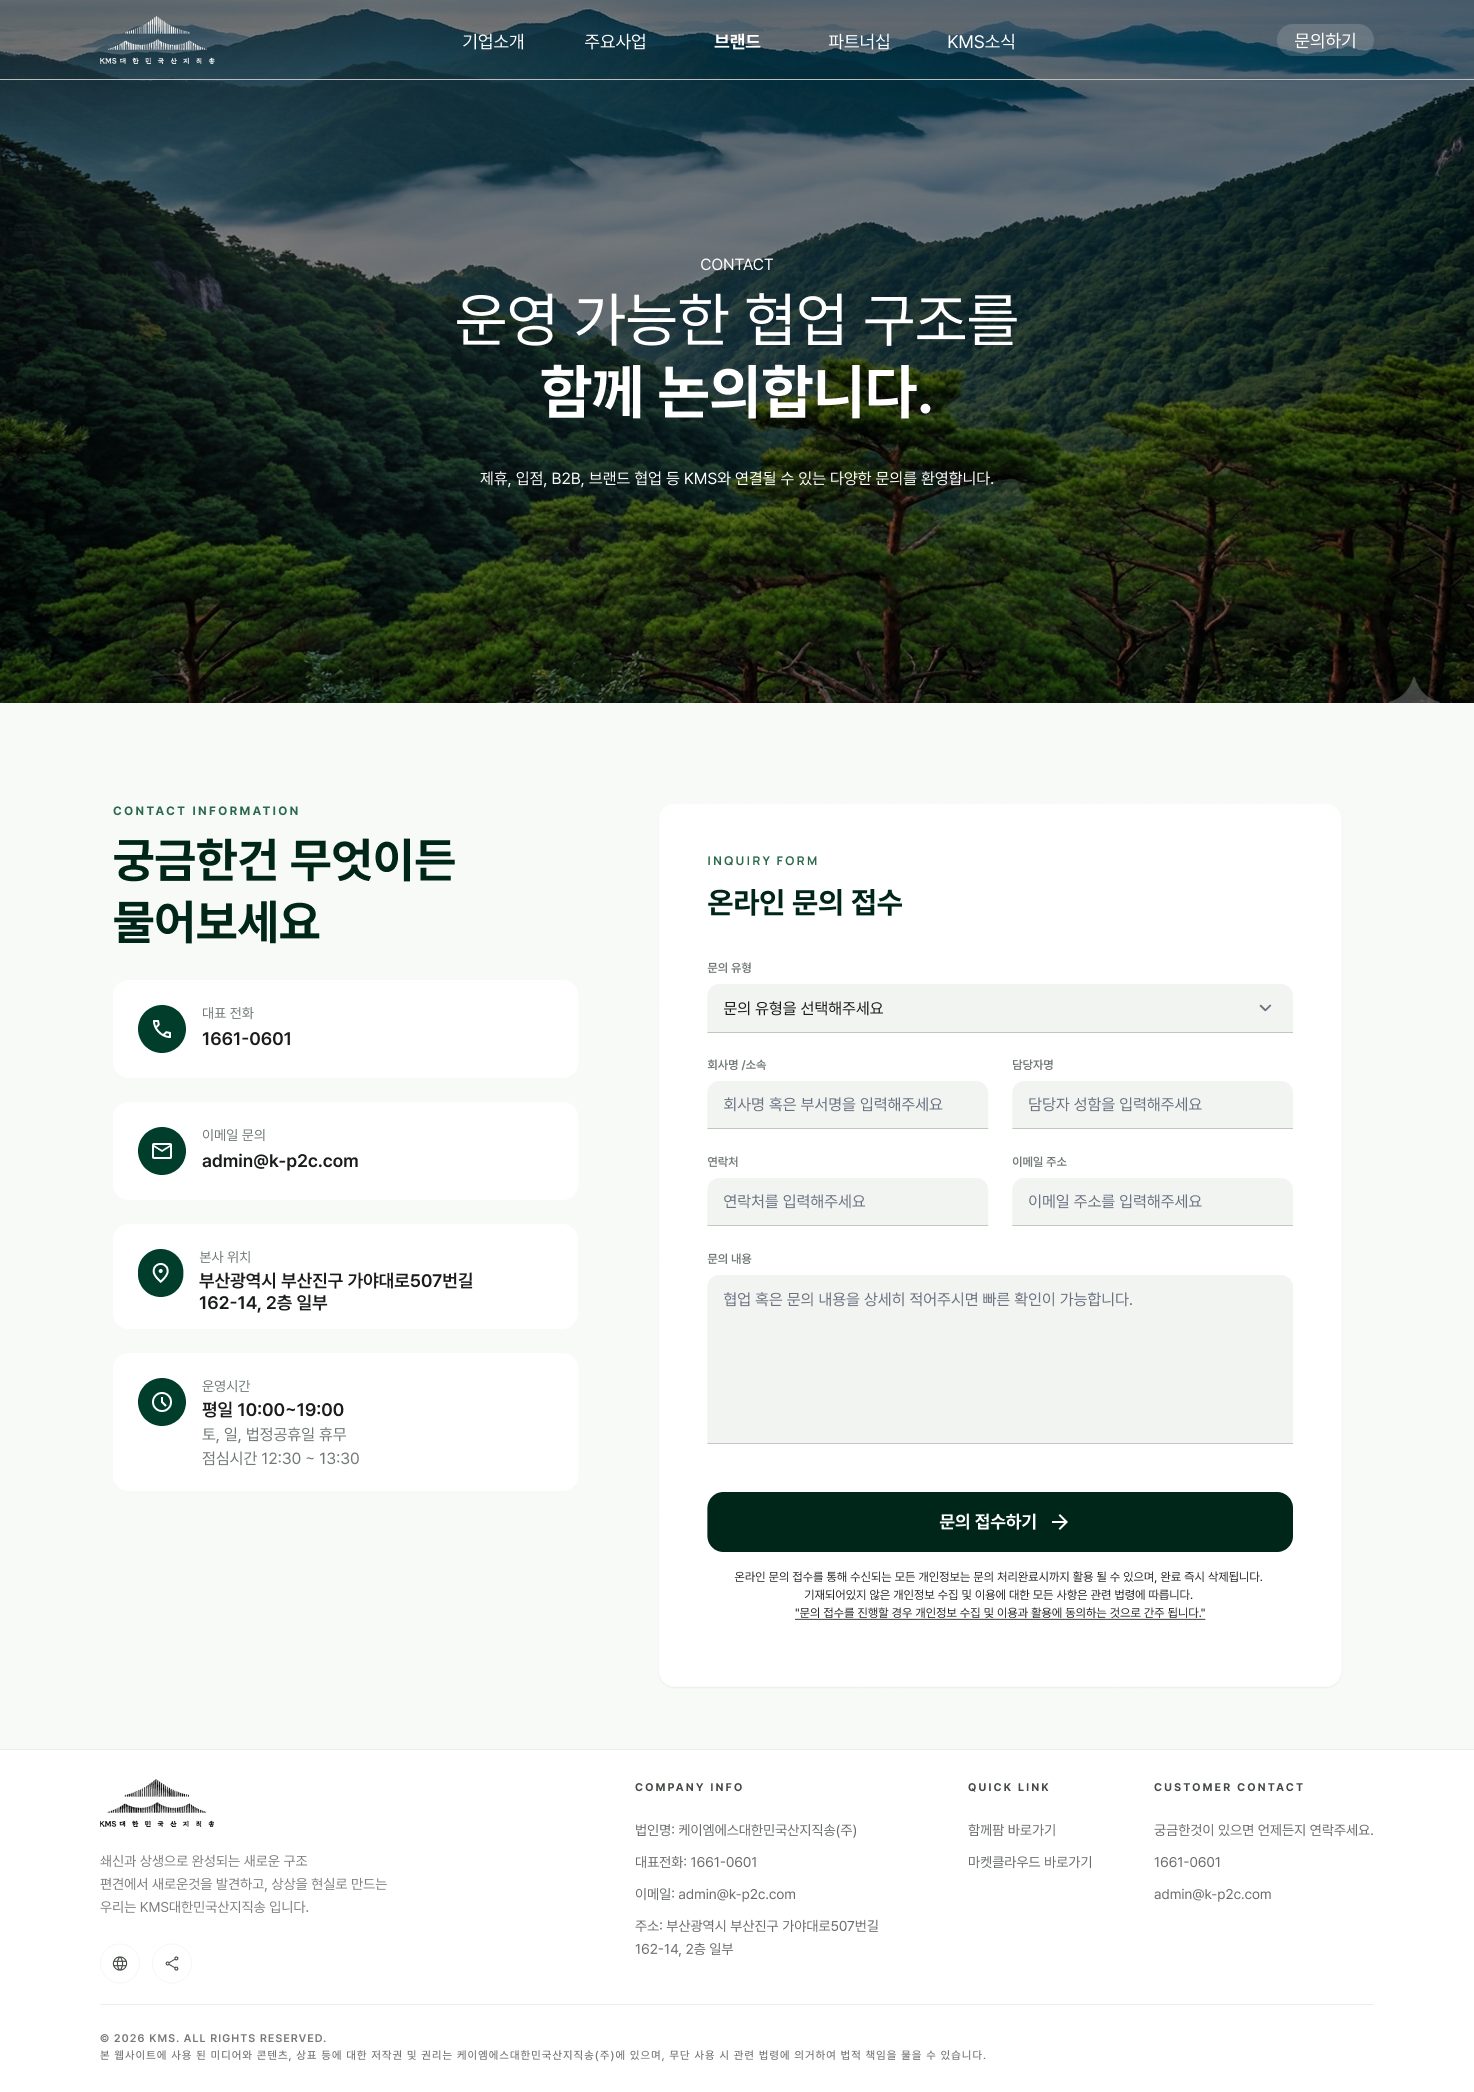 KMS 대한민국산지직송
기업소개
주요사업
브랜드
파트너십
KMS소식
문의하기
CONTACT
운영 가능한 협업 구조를
함께 논의합니다.
제휴, 입점, B2B, 브랜드 협업 등 KMS와 연결될 수 있는 다양한 문의를 환영합니다.
CONTACT INFORMATION
궁금한건 무엇이든
물어보세요
대표 전화
1661-0601
이메일 문의
admin@k-p2c.com
본사 위치
부산광역시 부산진구 가야대로507번길
162-14, 2층 일부
운영시간
평일 10:00~19:00
토, 일, 법정공휴일 휴무
점심시간 12:30 ~ 13:30
INQUIRY FORM
온라인 문의 접수
문의 유형
문의 유형을 선택해주세요
회사명 /소속
회사명 혹은 부서명을 입력해주세요
담당자명
담당자 성함을 입력해주세요
연락처
연락처를 입력해주세요
이메일 주소
이메일 주소를 입력해주세요
문의 내용
협업 혹은 문의 내용을 상세히 적어주시면 빠른 확인이 가능합니다.
문의 접수하기
온라인 문의 접수를 통해 수신되는 모든 개인정보는 문의 처리완료시까지 활용 될 수 있으며, 완료 즉시 삭제됩니다.
기재되어있지 않은 개인정보 수집 및 이용에 대한 모든 사항은 관련 법령에 따릅니다.
"문의 접수를 진행할 경우 개인정보 수집 및 이용과 활용에 동의하는 것으로 간주 됩니다."
KMS 대한민국산지직송
쇄신과 상생으로 완성되는 새로운 구조
편견에서 새로운것을 발견하고, 상상을 현실로 만드는
우리는 KMS대한민국산지직송 입니다.
COMPANY INFO
법인명: 케이엠에스대한민국산지직송(주)
대표전화: 1661-0601
이메일: admin@k-p2c.com
주소: 부산광역시 부산진구 가야대로507번길
162-14, 2층 일부
QUICK LINK
함께팜 바로가기
마켓클라우드 바로가기
CUSTOMER CONTACT
궁금한것이 있으면 언제든지 연락주세요.
1661-0601
admin@k-p2c.com
© 2026 KMS. ALL RIGHTS RESERVED.
본 웹사이트에 사용 된 미디어와 콘텐츠, 상표 등에 대한 저작권 및 권리는 케이엠에스대한민국산지직송(주)에 있으며, 무단 사용 시 관련 법령에 의거하여 법적 책임을 물을 수 있습니다.